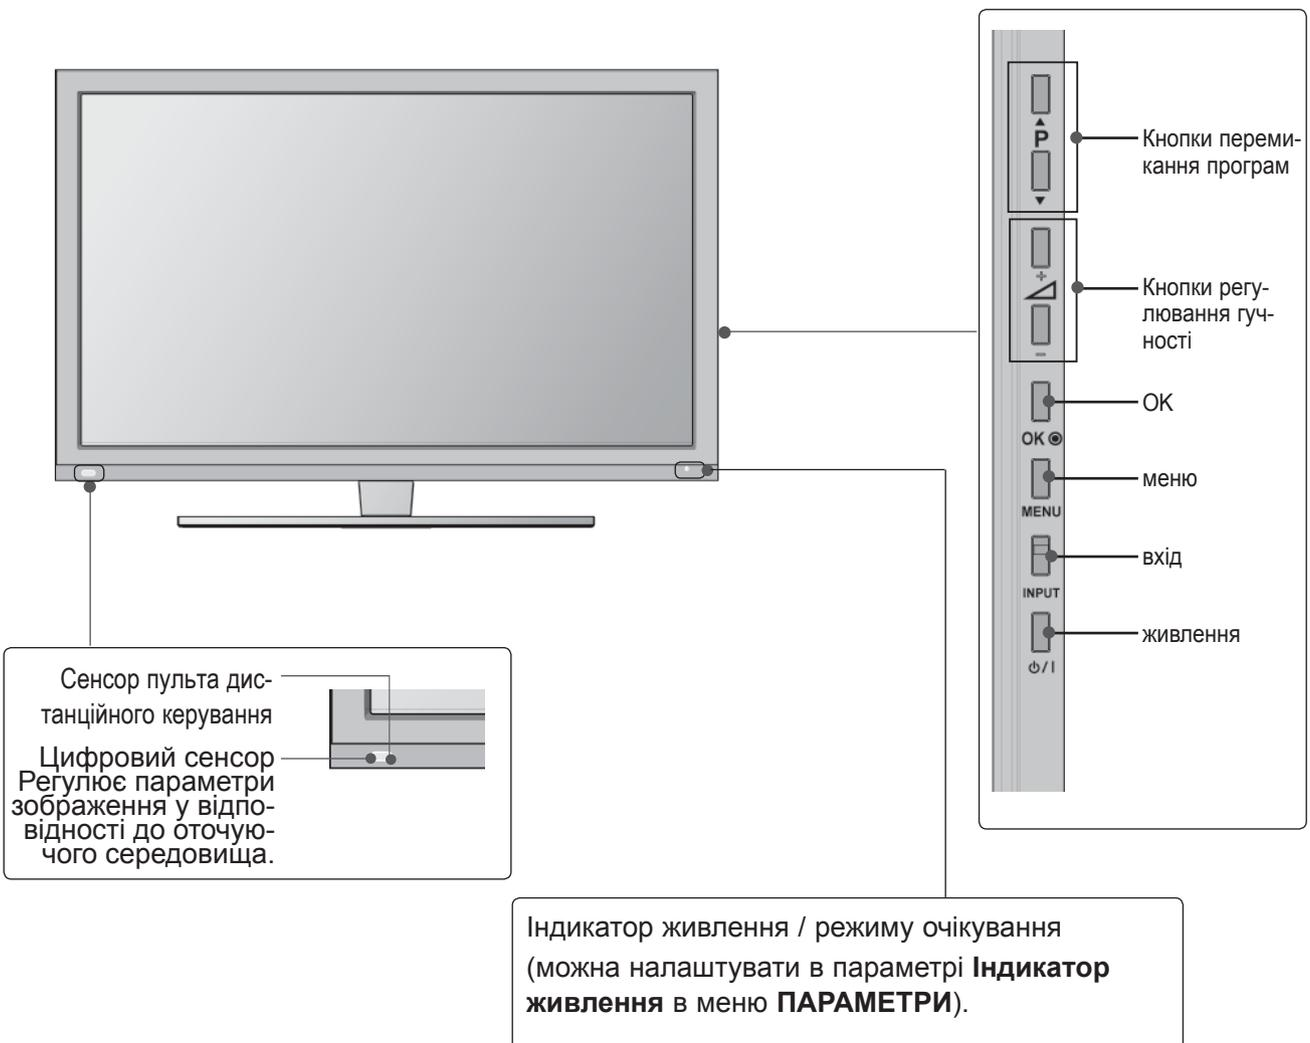 P
Кнопки переми-
кання програм
+
Кнопки регу-
лювання гуч-
ності
-
OK
OK
меню
MENU
вхід
INPUT
живлення
/ I
Сенсор пульта дис-
танційного керування
Цифровий сенсор
Регулює параметри
зображення у відпо-
відності до оточую-
чого середовища.
Індикатор живлення / режиму очікування
(можна налаштувати в параметрі Індикатор
живлення в меню ПАРАМЕТРИ).